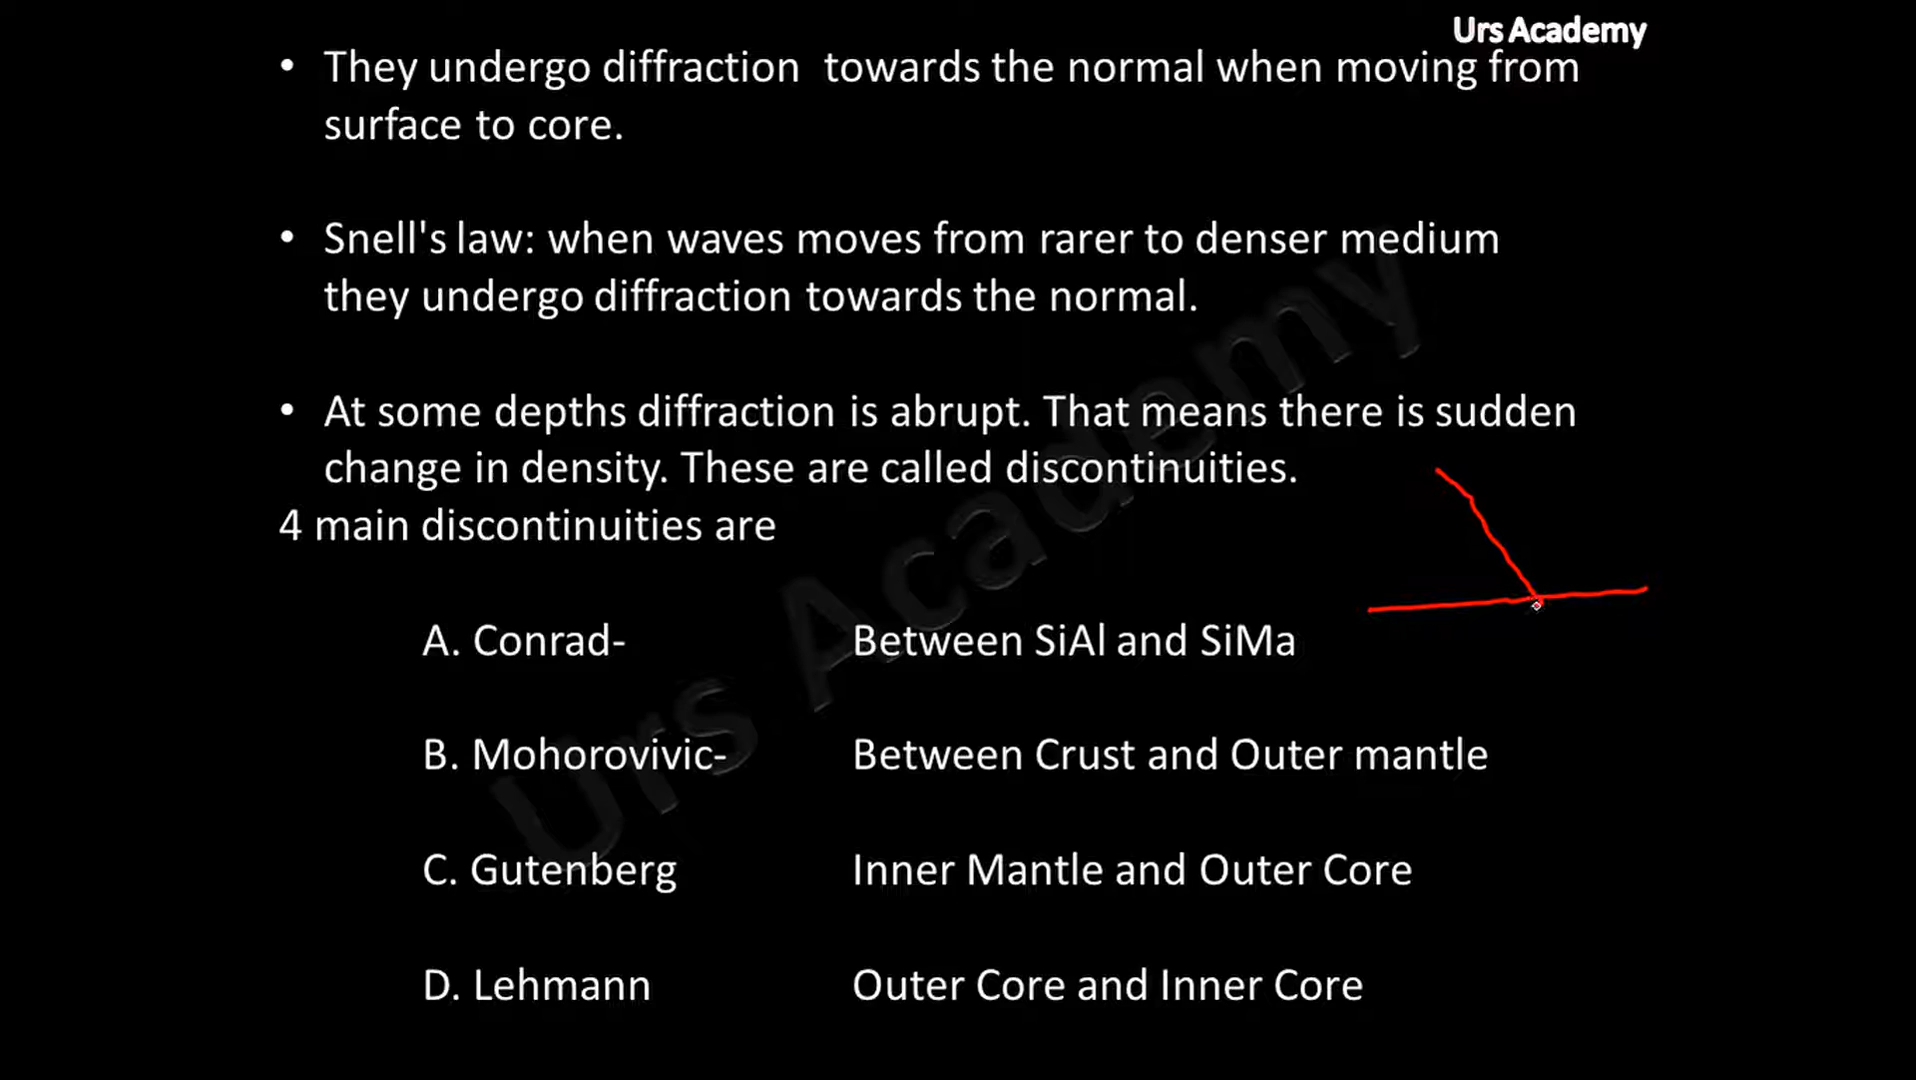 Urs Academy
• They undergo diffraction towards the normal when moving from
surface to core.
• Snell's law: when waves moves from rarer to denser medium
they undergo diffraction towards the normal.
• At some depths diffraction is abrupt. That means there is sudden
change in density. These are called discontinuities.
4 main discontinuities are
A. Conrad- Between SiAl and SiMa
B. Mohorovivic- Between Crust and Outer mantle
C. Gutenberg Inner Mantle and Outer Core
D. Lehmann Outer Core and Inner Core
Urs Academy